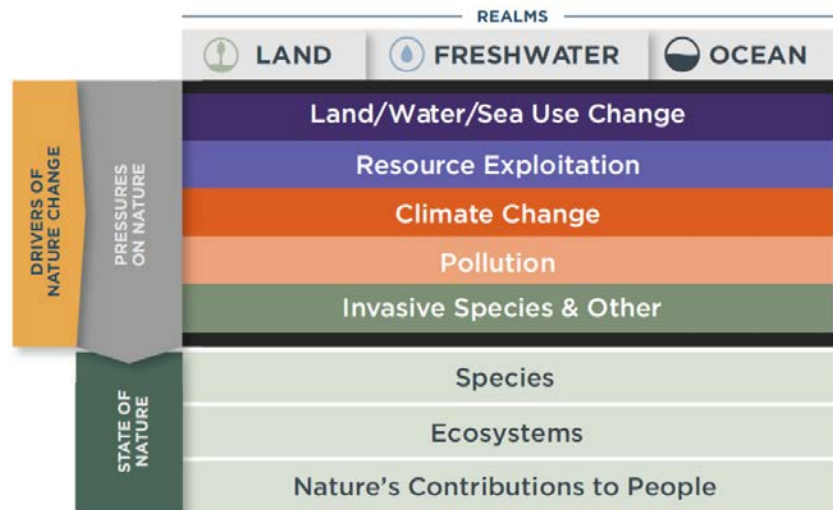 REALMS
LAND
FRESHWATER
OCEAN
DRIVERS OF
NATURE CHANGE
PRESSURES
ON NATURE
Land/Water/Sea Use Change
Resource Exploitation
Climate Change
Pollution
Invasive Species & Other
STATE OF
NATURE
Species
Ecosystems
Nature's Contributions to People